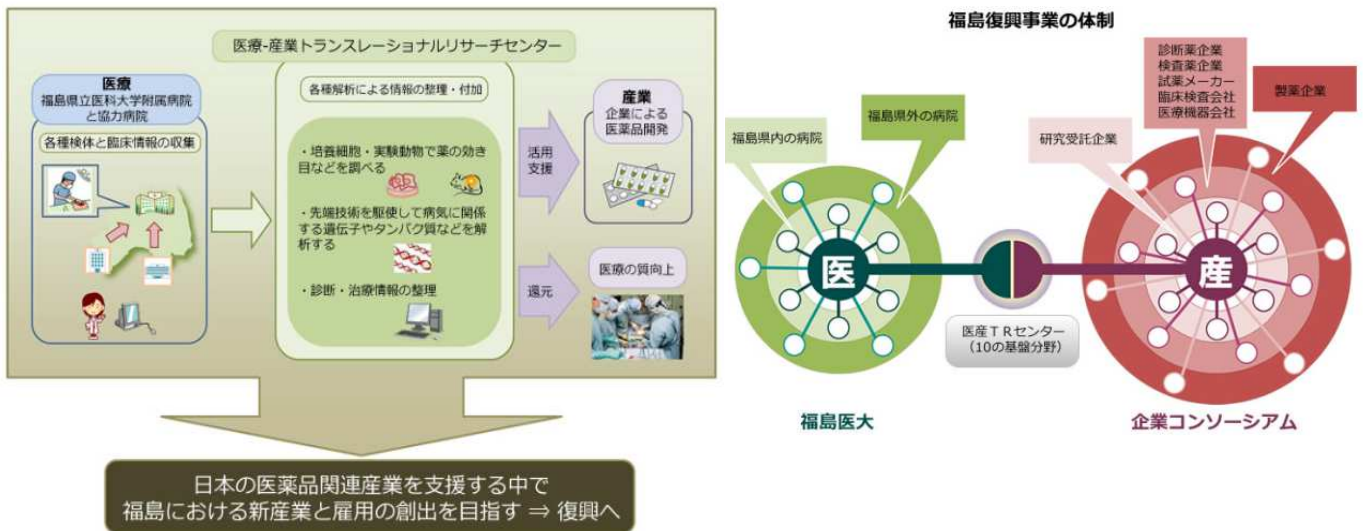 医療-産業トランスレーショナルリサーチセンター
医療
福島県立医科大学附属病院
と協力病院
各種検体と臨床情報の収集
各種解析による情報の整理・付加
・培養細胞・実験動物で薬の効き
目などを調べる
・先端技術を駆使して病気に関係
する遺伝子やタンパク質などを解
析する
・診断・治療情報の整理
活用
支援
還元
産業
企業による
医薬品開発
医療の質向上
日本の医薬品関連産業を支援する中で
福島における新産業と雇用の創出を目指す ⇒ 復興へ
福島復興事業の体制
福島県内の病院
福島県外の病院
研究受託企業
診断薬企業
検査薬企業
試薬メーカー
臨床検査会社
医療機器会社
製薬企業
医
産
医産TRセンター
(10の基盤分野)
福島医大
企業コンソーシアム